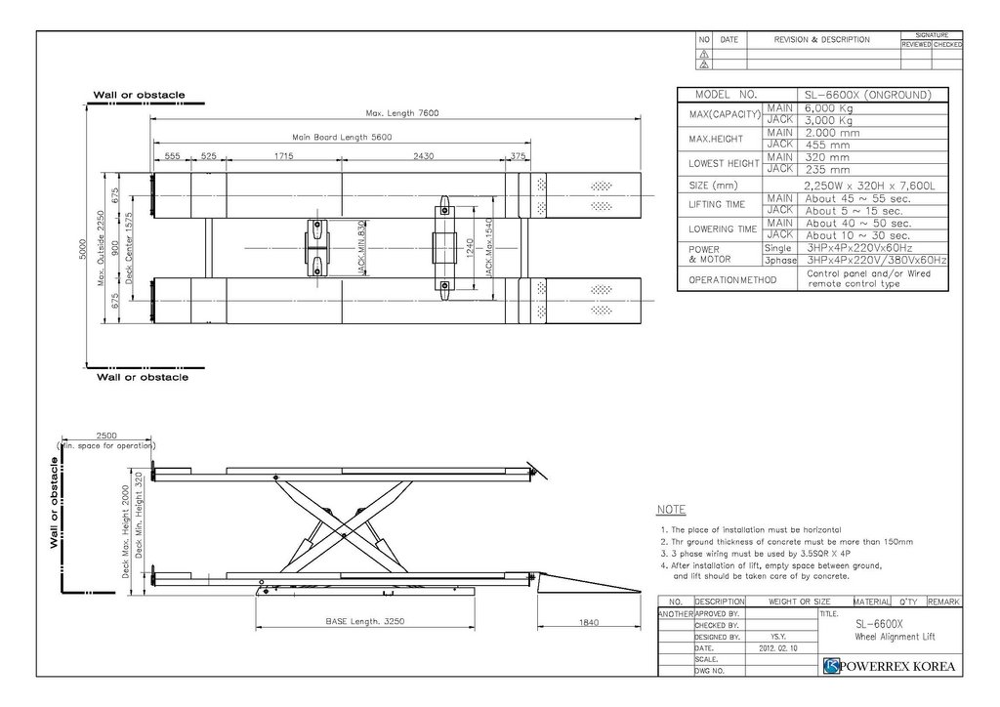 NO DATE REVISION & DESCRIPTION SIGNATURE
REVIEWED CHECKED
1
2
MODEL NO. SL-6600X (ONGROUND)
MAX(CAPACITY) MAIN 6,000 Kg
JACK 3,000 Kg
MAX.HEIGHT MAIN 2.000 mm
JACK 455 mm
LOWEST HEIGHT MAIN 320 mm
JACK 235 mm
SIZE (mm) 2,250W x 320H x 7,600L
LIFTING TIME MAIN About 45 ~ 55 sec.
JACK About 5 ~ 15 sec.
LOWERING TIME MAIN About 40 ~ 50 sec.
JACK About 10 ~ 30 sec.
POWER & MOTOR Single 3HPx4Px220Vx60Hz
3phase 3HPx4Px220V/380Vx60Hz
OPERATION METHOD Control panel and/or Wired
remote control type
Wall or obstacle
Max. Length 7600
Main Board Length 5600
555 525 1715 2430 375
675
900
675
5000
Max. Outside 2250
Deck Center 1575
JACK.MIN.830
1240
JACK.Max.1540
Wall or obstacle
2500
(Min. space for operation)
Wall or obstacle
Deck Max. Height 2000
Deck Min. Height 320
BASE Length. 3250
1840
NOTE
1. The place of installation must be horizontal
2. Thr ground thickness of concrete must be more than 150mm
3. 3 phase wiring must be used by 3.5SQR X 4P
4. After installation of lift, empty space between ground,
and lift should be taken care of by concrete.
NO. DESCRIPTION WEIGHT OR SIZE MATERIAL Q'TY REMARK
ANOTHER APROVED BY. TITLE.
CHECKED BY. SL-6600X
DESIGNED BY. YS.Y. Wheel Alignment Lift
DATE. 2012. 02. 10
SCALE.
DWG NO. POWERREX KOREA